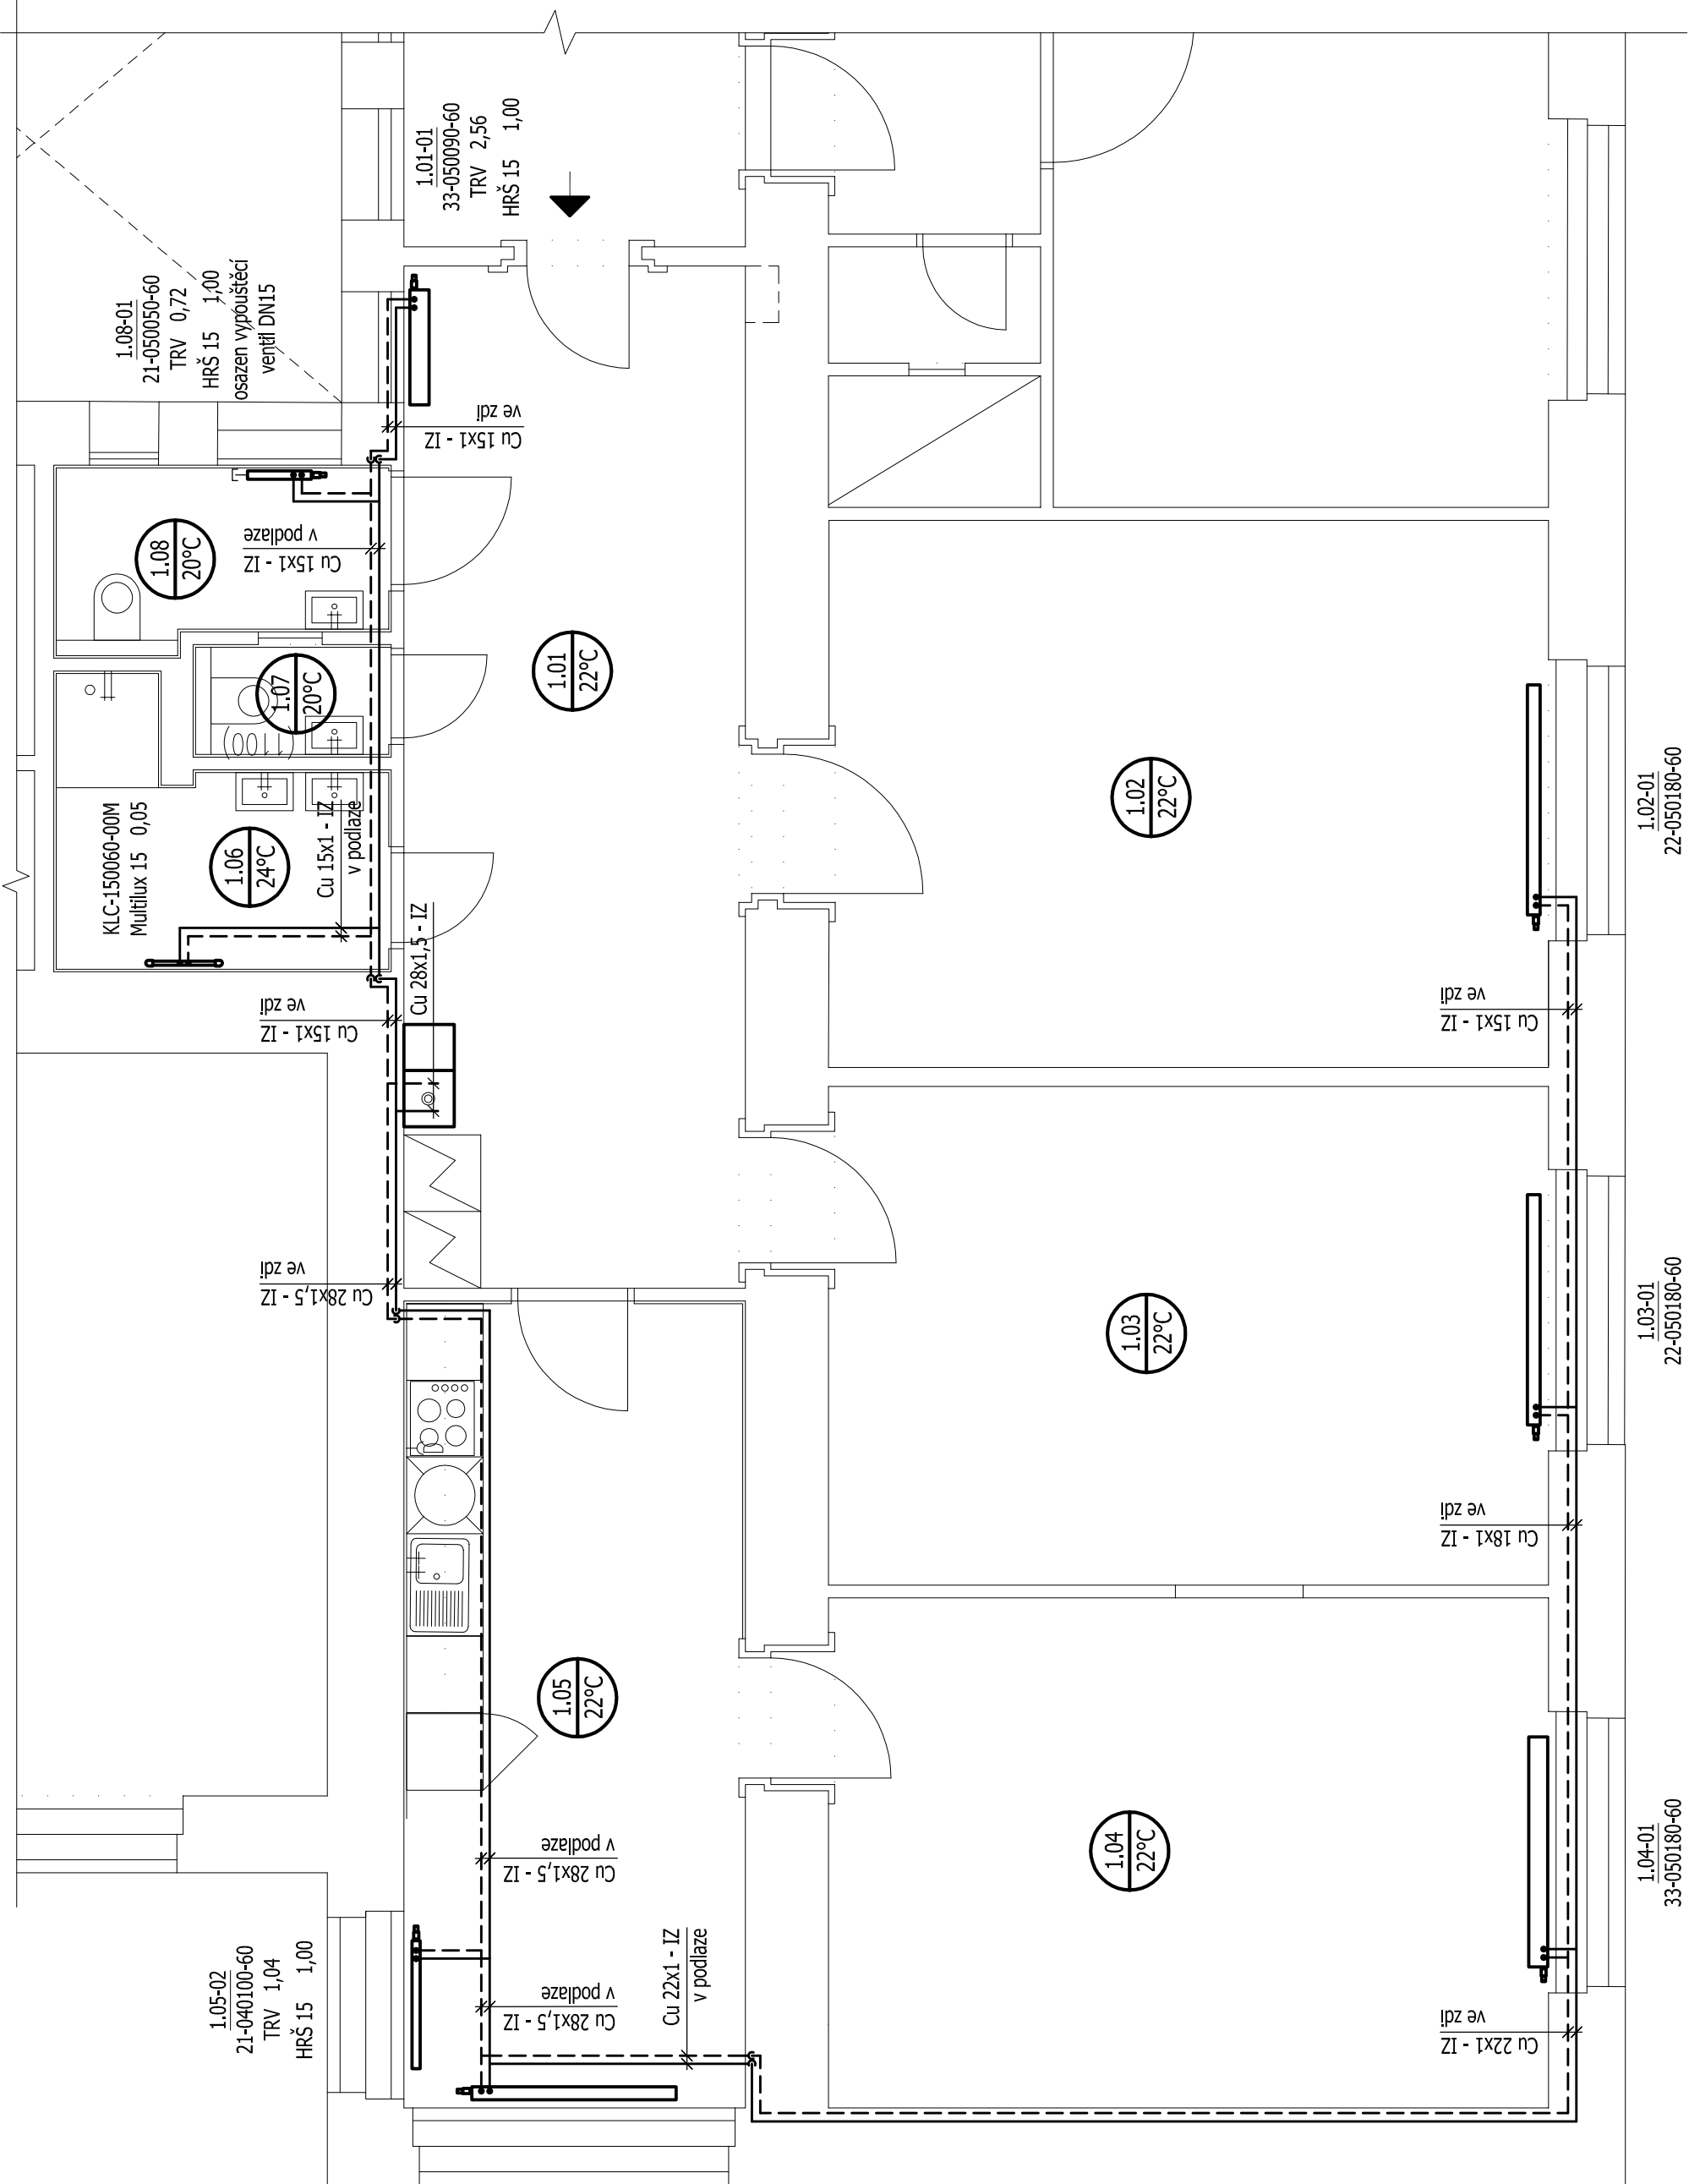 1.01-01
33-050090-60
TRV 2,56
HRŠ 15 1,00
1.08-01
21-050050-60
TRV 0,72
HRŠ 15 1,00
osazen vypouštěcí
ventil DN15
Cu 15x1 - IZ
ve zdi
1.08
20°C
Cu 15x1 - IZ
v podlaze
1.07
20°C
1.01
22°C
KLC-150060-00M
Multilux 15 0,05
1.06
24°C
Cu 15x1 - IZ
v podlaze
Cu 28x1,5 - IZ
Cu 15x1 - IZ
ve zdi
1.02
22°C
1.02-01
22-050180-60
Cu 15x1 - IZ
ve zdi
Cu 28x1,5 - IZ
ve zdi
1.03
22°C
1.03-01
22-050180-60
Cu 18x1 - IZ
ve zdi
1.05
22°C
Cu 28x1,5 - IZ
v podlaze
1.04
22°C
1.04-01
33-050180-60
1.05-02
21-040100-60
TRV 1,04
HRŠ 15 1,00
Cu 28x1,5 - IZ
v podlaze
Cu 22x1 - IZ
v podlaze
Cu 22x1 - IZ
ve zdi